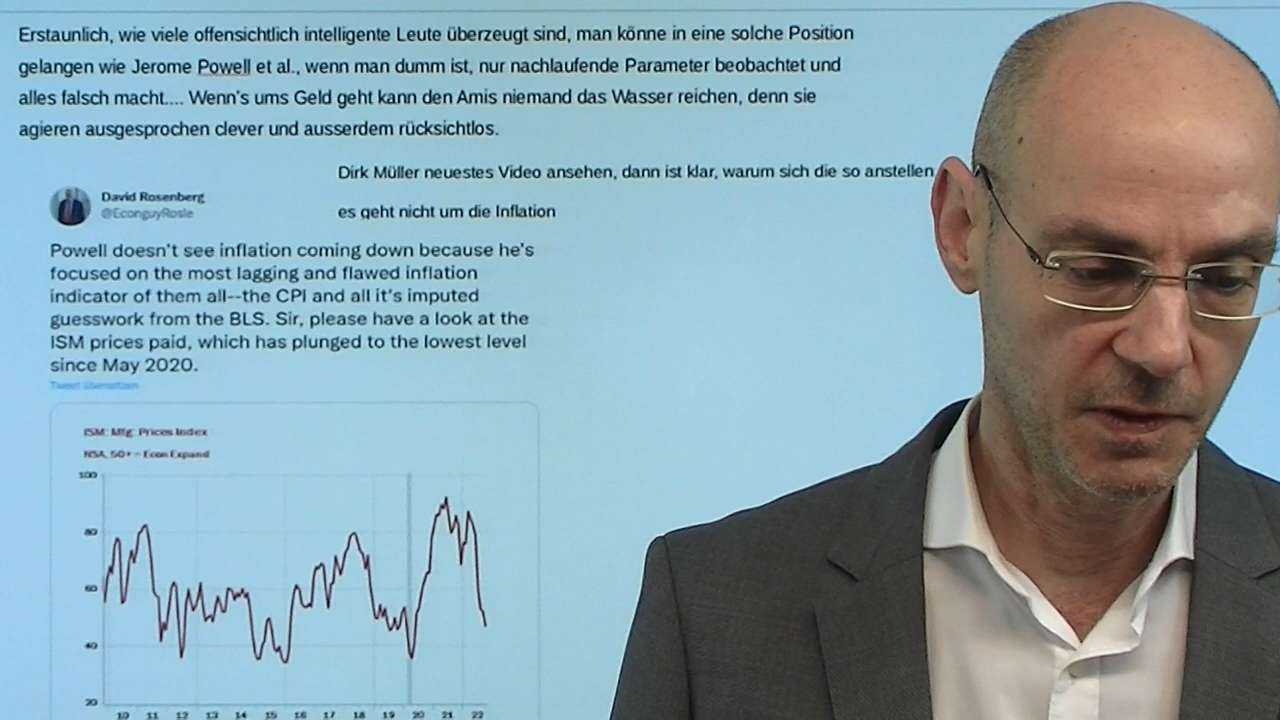 Erstaunlich, wie viele offensichtlich intelligente Leute überzeugt sind, man könne in eine solche Position
gelangen wie Jerome Powell et al., wenn man dumm ist, nur nachlaufende Parameter beobachtet und
alles falsch macht.... Wenn's ums Geld geht kann den Amis niemand das Wasser reichen, denn sie
agieren ausgesprochen clever und ausserdem rücksichtlos.
Dirk Müller neuestes Video ansehen, dann ist klar, warum sich die so anstellen
es geht nicht um die Inflation
David Rosenberg
@EconguyRosie
Powell doesn't see inflation coming down because he's
focused on the most lagging and flawed inflation
indicator of them all--the CPI and all it's imputed
guesswork from the BLS. Sir, please have a look at the
ISM prices paid, which has plunged to the lowest level
since May 2020.
Tweet übersetzen
ISM: Mfg: Prices Index
NSA, 50+ = Econ Expand
100
80
60
40
20
10 11 12 13 14 15 16 17 18 19 20 21 22